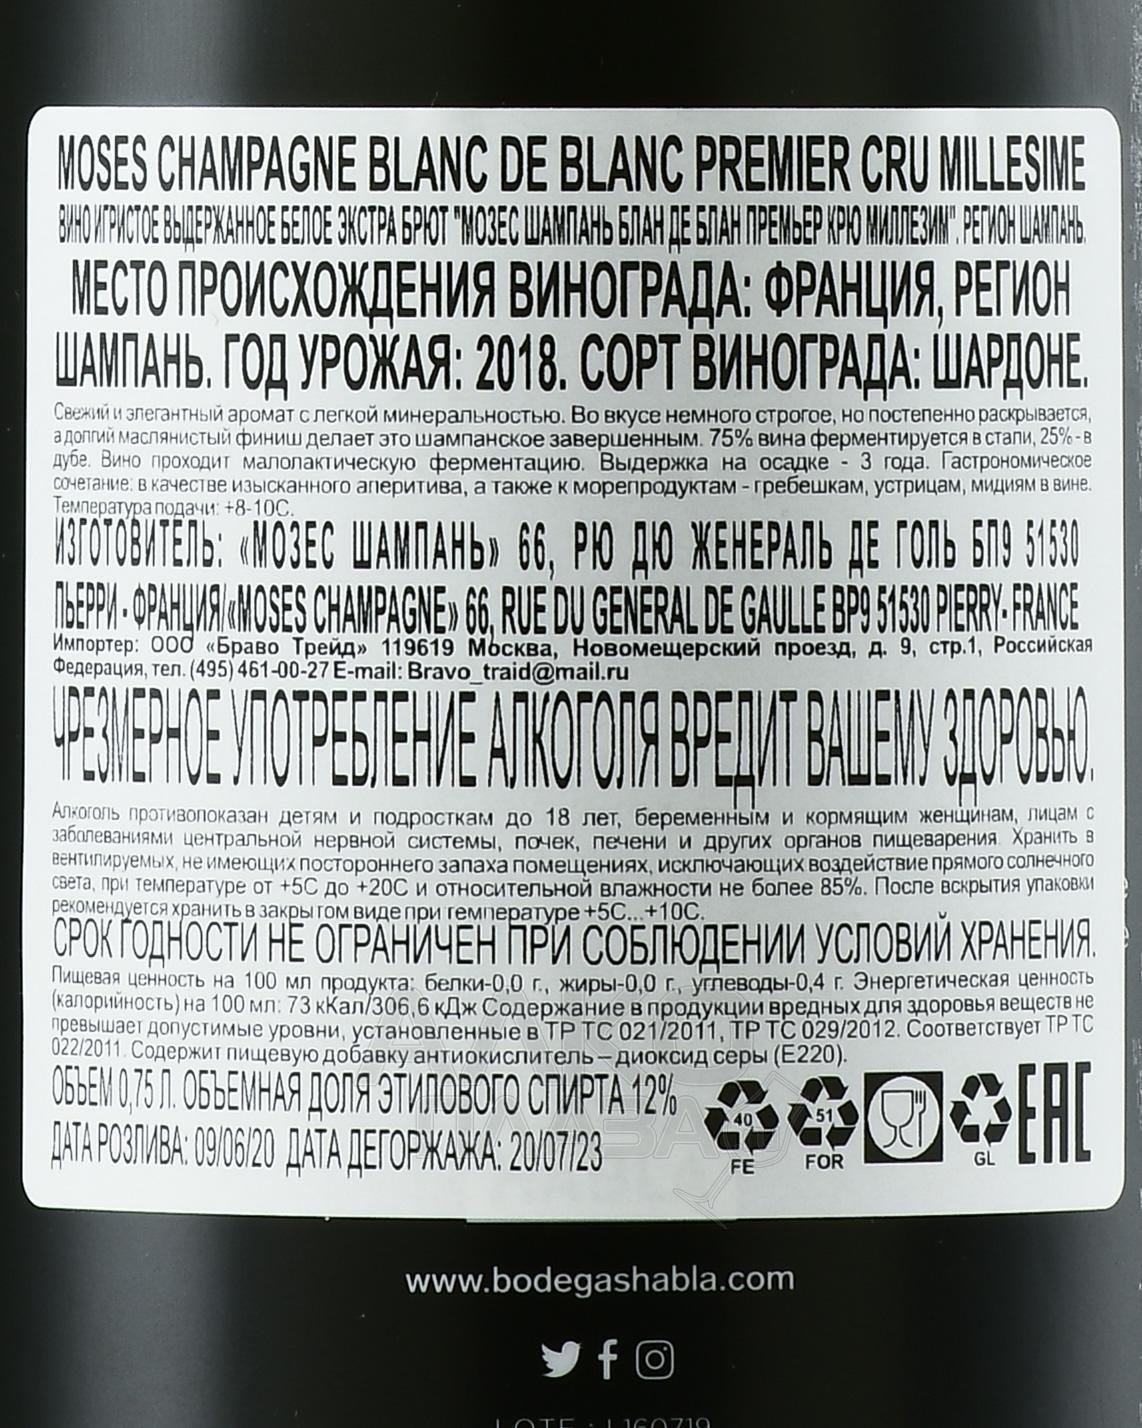 MOSES CHAMPAGNE BLANC DE BLANC PREMIER CRU MILLESIME
ВИНО ИГРИСТОЕ ВЫДЕРЖАННОЕ БЕЛОЕ ЭКСТРА БРЮТ "МОЗЕС ШАМПАНЬ БЛАН ДЕ БЛАН ПРЕМЬЕР КРЮ МИЛЛЕЗИМ". РЕГИОН ШАМПАНЬ.
МЕСТО ПРОИСХОЖДЕНИЯ ВИНОГРАДА: ФРАНЦИЯ, РЕГИОН
ШАМПАНЬ. ГОД УРОЖАЯ: 2018. СОРТ ВИНОГРАДА: ШАРДОНЕ.
Свежий и элегантный аромат с легкой минеральностью. Во вкусе немного строгое, но постепенно раскрывается,
а долгий маслянистый финиш делает это шампанское завершенным. 75% вина ферментируется в стали, 25% - в
дубе. Вино проходит малолактическую ферментацию. Выдержка на осадке - 3 года. Гастрономическое
сочетание: в качестве изысканного аперитива, а также к морепродуктам - гребешкам, устрицам, мидиям в вине.
Температура подачи: +8-10С.
ИЗГОТОВИТЕЛЬ: «МОЗЕС ШАМПАНЬ» 66, РЮ ДЮ ЖЕНЕРАЛЬ ДЕ ГОЛЬ БП9 51530
ПЬЕРРИ - ФРАНЦИЯ/«MOSES CHAMPAGNE» 66, RUE DU GENERAL DE GAULLE BP9 51530 PIERRY- FRANCE
Импортер: ООО «Браво Трейд» 119619 Москва, Новомещерский проезд, д. 9, стр.1, Российская
Федерация, тел. (495) 461-00-27 E-mail: Bravo_traid@mail.ru
ЧРЕЗМЕРНОЕ УПОТРЕБЛЕНИЕ АЛКОГОЛЯ ВРЕДИТ ВАШЕМУ ЗДОРОВЬЮ.
Алкоголь противопоказан детям и подросткам до 18 лет, беременным и кормящим женщинам, лицам с
заболеваниями центральной нервной системы, почек, печени и других органов пищеварения. Хранить в
вентилируемых, не имеющих постороннего запаха помещениях, исключающих воздействие прямого солнечного
света, при температуре от +5С до +20С и относительной влажности не более 85%. После вскрытия упаковки
рекомендуется хранить в закрытом виде при температуре +5С...+10С.
СРОК ГОДНОСТИ НЕ ОГРАНИЧЕН ПРИ СОБЛЮДЕНИИ УСЛОВИЙ ХРАНЕНИЯ.
Пищевая ценность на 100 мл продукта: белки-0,0 г., жиры-0,0 г., углеводы-0,4 г. Энергетическая ценность
(калорийность) на 100 мл: 73 кКал/306,6 кДж Содержание в продукции вредных для здоровья веществ не
превышает допустимые уровни, установленные в ТР ТС 021/2011, ТР ТС 029/2012. Соответствует ТР ТС
022/2011. Содержит пищевую добавку антиокислитель – диоксид серы (Е220).
ОБЪЕМ 0,75 Л. ОБЪЕМНАЯ ДОЛЯ ЭТИЛОВОГО СПИРТА 12%
ДАТА РОЗЛИВА: 09/06/20 ДАТА ДЕГОРЖАЖА: 20/07/23
40 51
FE FOR GL EAC
www.bodegashabla.com
LOTE : L160719